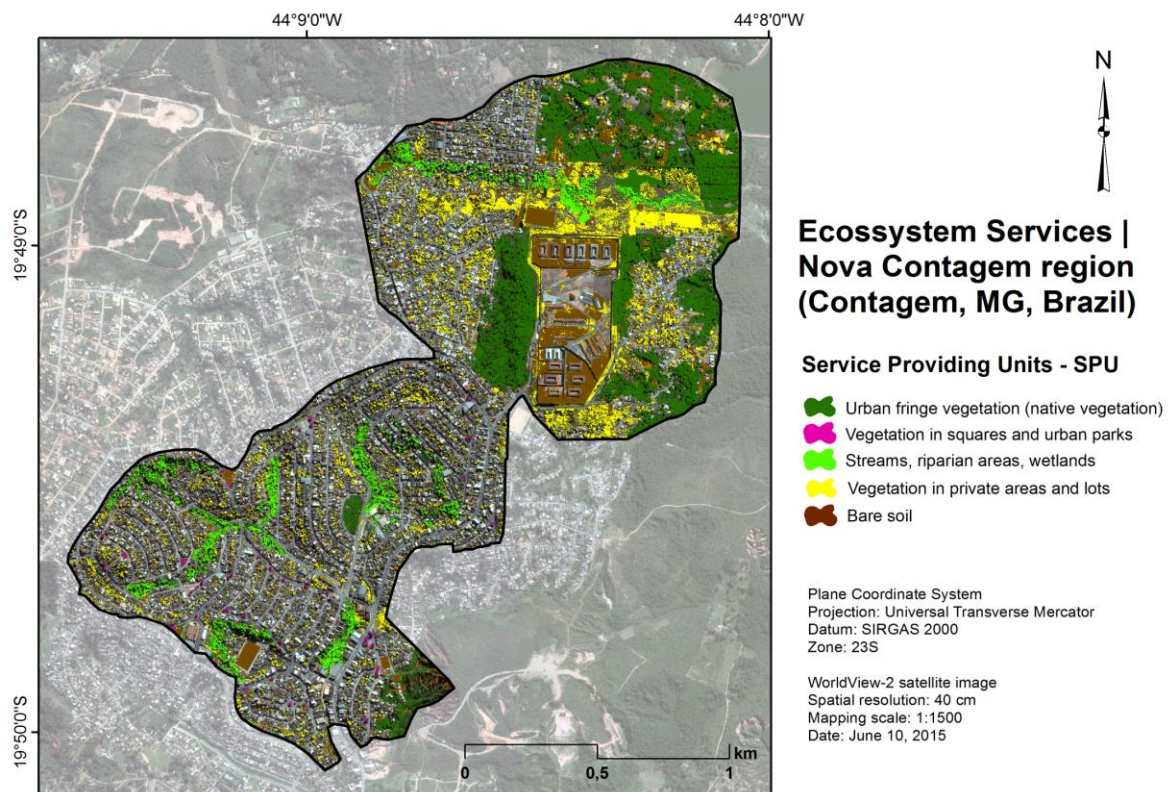 44°9'0"W
44°8'0"W
N
19°49'0"S
19°50'0"S
Ecossystem Services |
Nova Contagem region
(Contagem, MG, Brazil)
Service Providing Units - SPU
Urban fringe vegetation (native vegetation)
Vegetation in squares and urban parks
Streams, riparian areas, wetlands
Vegetation in private areas and lots
Bare soil
Plane Coordinate System
Projection: Universal Transverse Mercator
Datum: SIRGAS 2000
Zone: 23S
WorldView-2 satellite image
Spatial resolution: 40 cm
Mapping scale: 1:1500
Date: June 10, 2015
km
0 0,5 1